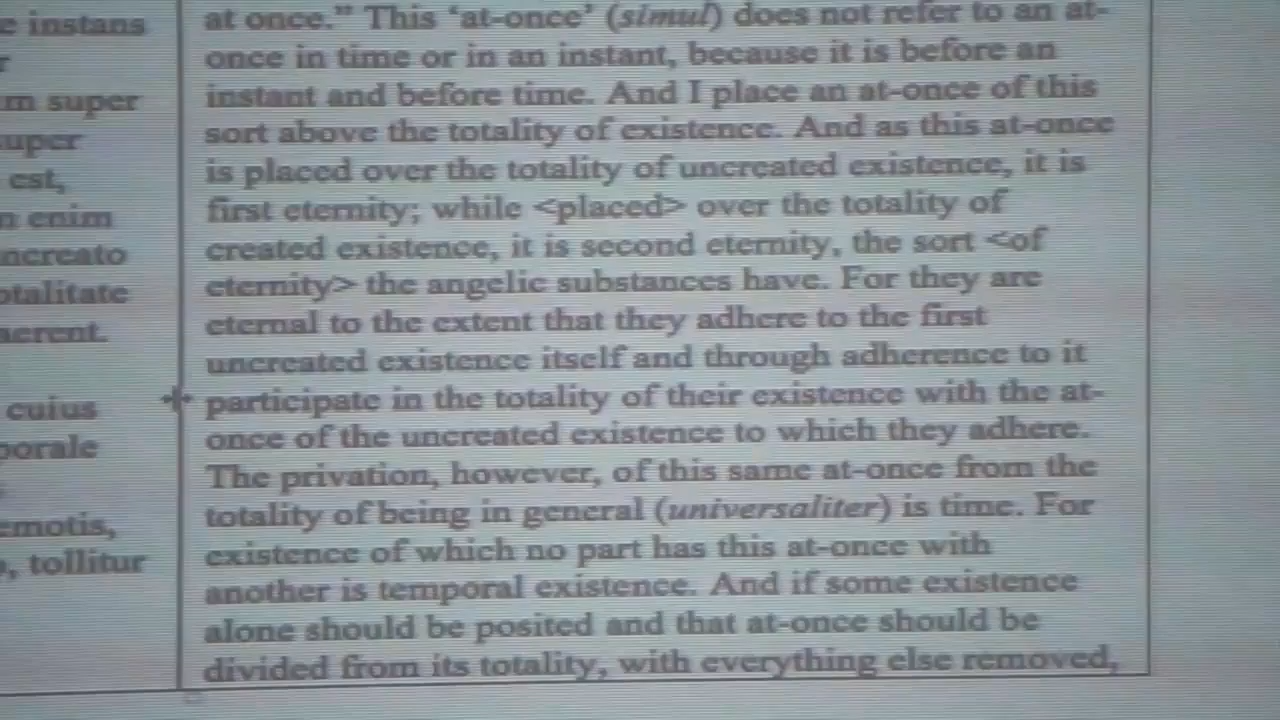 e instans
r
m super
uper
est,
n enim
ncreato
otalitate
aerent.
cuius
porale
emotis,
o, tollitur
at once.” This ‘at-once’ (simul) does not refer to an at-
once in time or in an instant, because it is before an
instant and before time. And I place an at-once of this
sort above the totality of existence. And as this at-once
is placed over the totality of uncreated existence, it is
first eternity; while <placed> over the totality of
created existence, it is second eternity, the sort <of
eternity> the angelic substances have. For they are
eternal to the extent that they adhere to the first
uncreated existence itself and through adherence to it
participate in the totality of their existence with the at-
once of the uncreated existence to which they adhere.
The privation, however, of this same at-once from the
totality of being in general (universaliter) is time. For
existence of which no part has this at-once with
another is temporal existence. And if some existence
alone should be posited and that at-once should be
divided from its totality, with everything else removed,